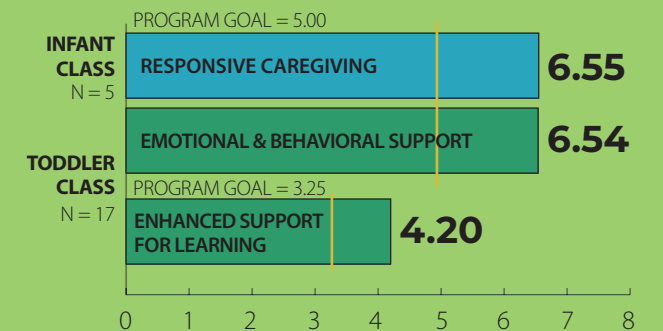 PROGRAM GOAL = 5.00
INFANT
CLASS
N = 5
RESPONSIVE CAREGIVING
6.55
EMOTIONAL & BEHAVIORAL SUPPORT
6.54
TODDLER
CLASS
N = 17
PROGRAM GOAL = 3.25
ENHANCED SUPPORT
FOR LEARNING
4.20
0 1 2 3 4 5 6 7 8